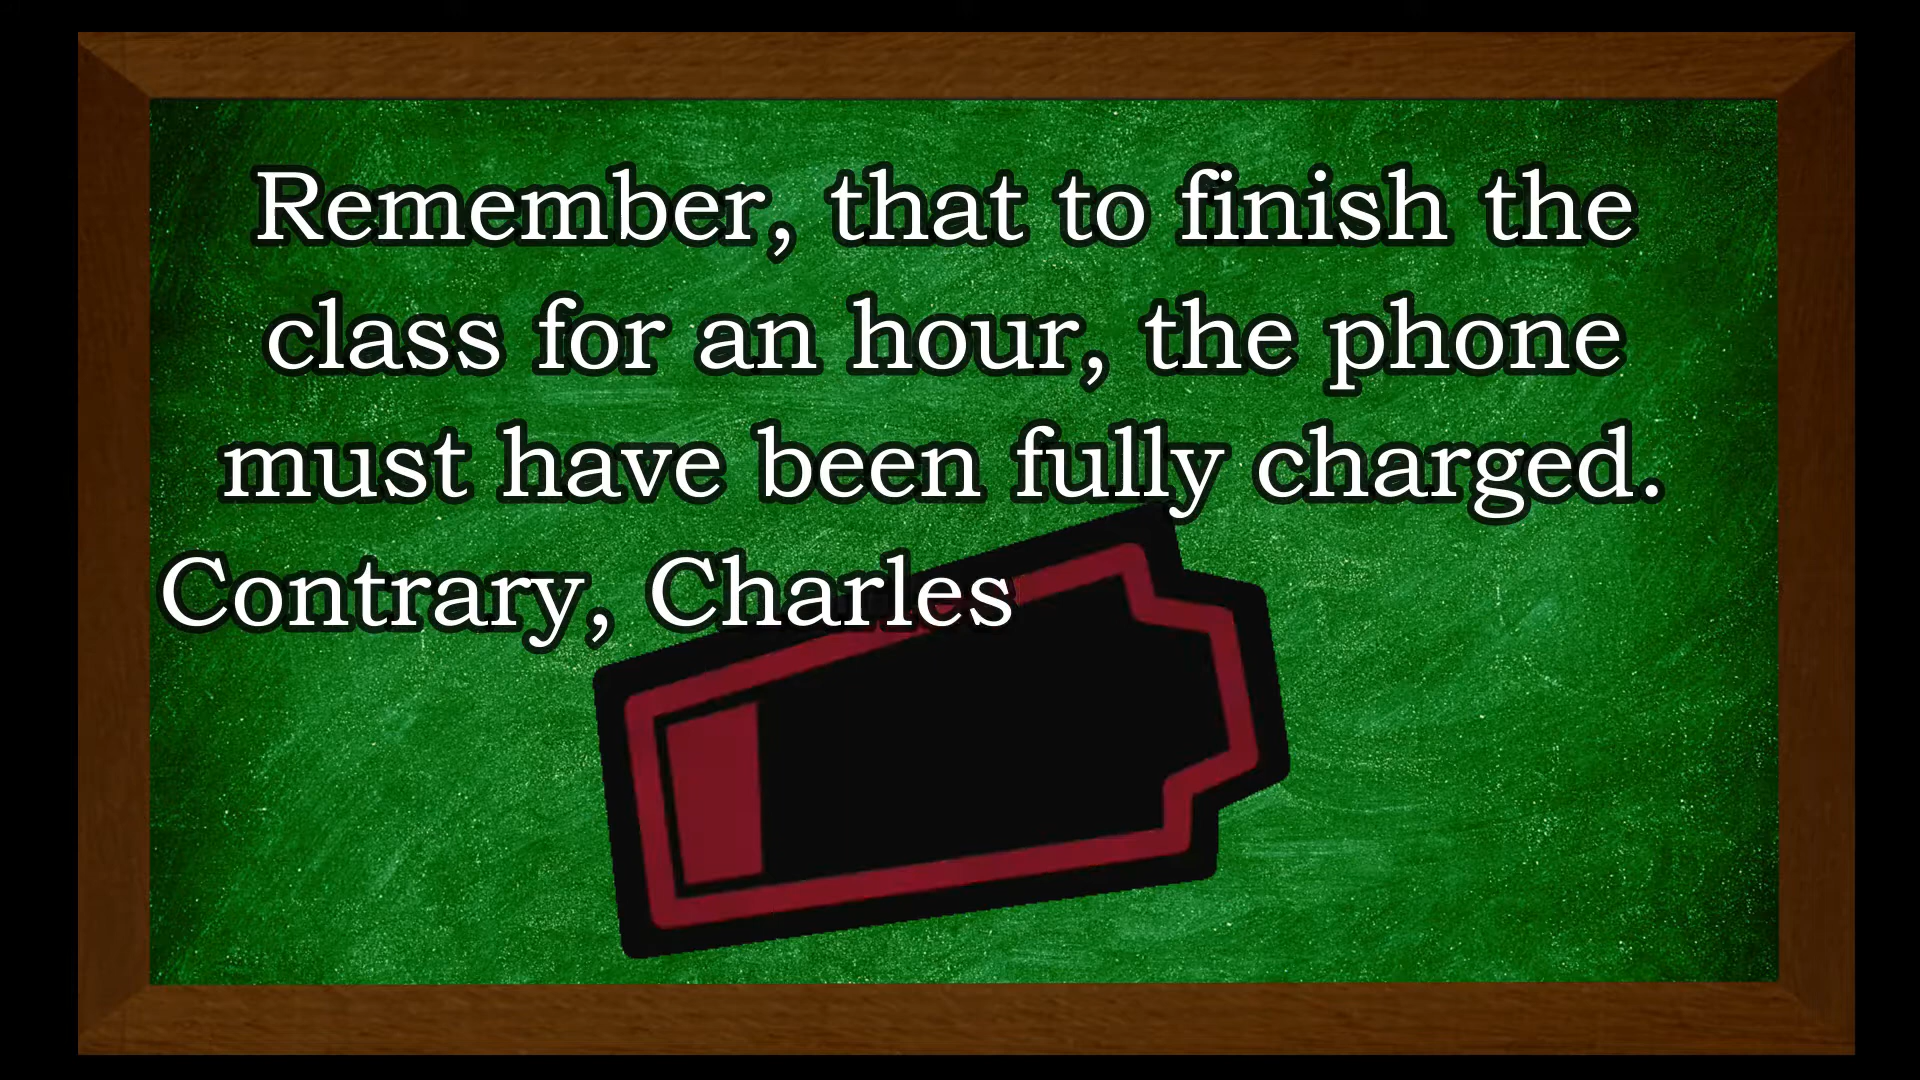 Remember, that to finish the
class for an hour, the phone
must have been fully charged.
Contrary, Charles